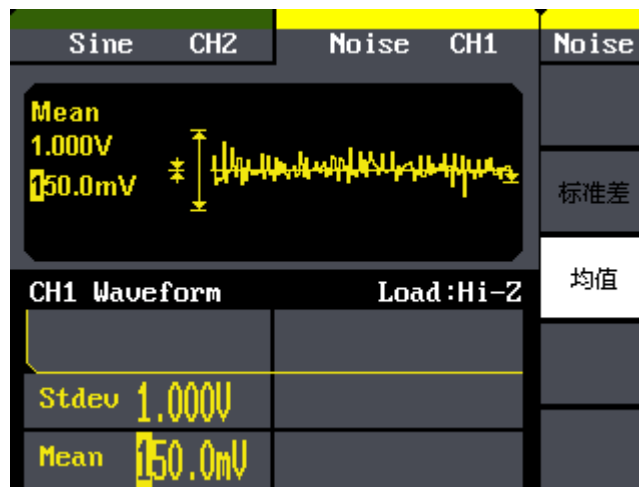 Sine CH2 Noise CH1 Noise
Mean
1.000V
150.0mV
标准差
均值
CH1 Waveform Load:Hi-Z
Stdev 1.000V
Mean 150.0mV